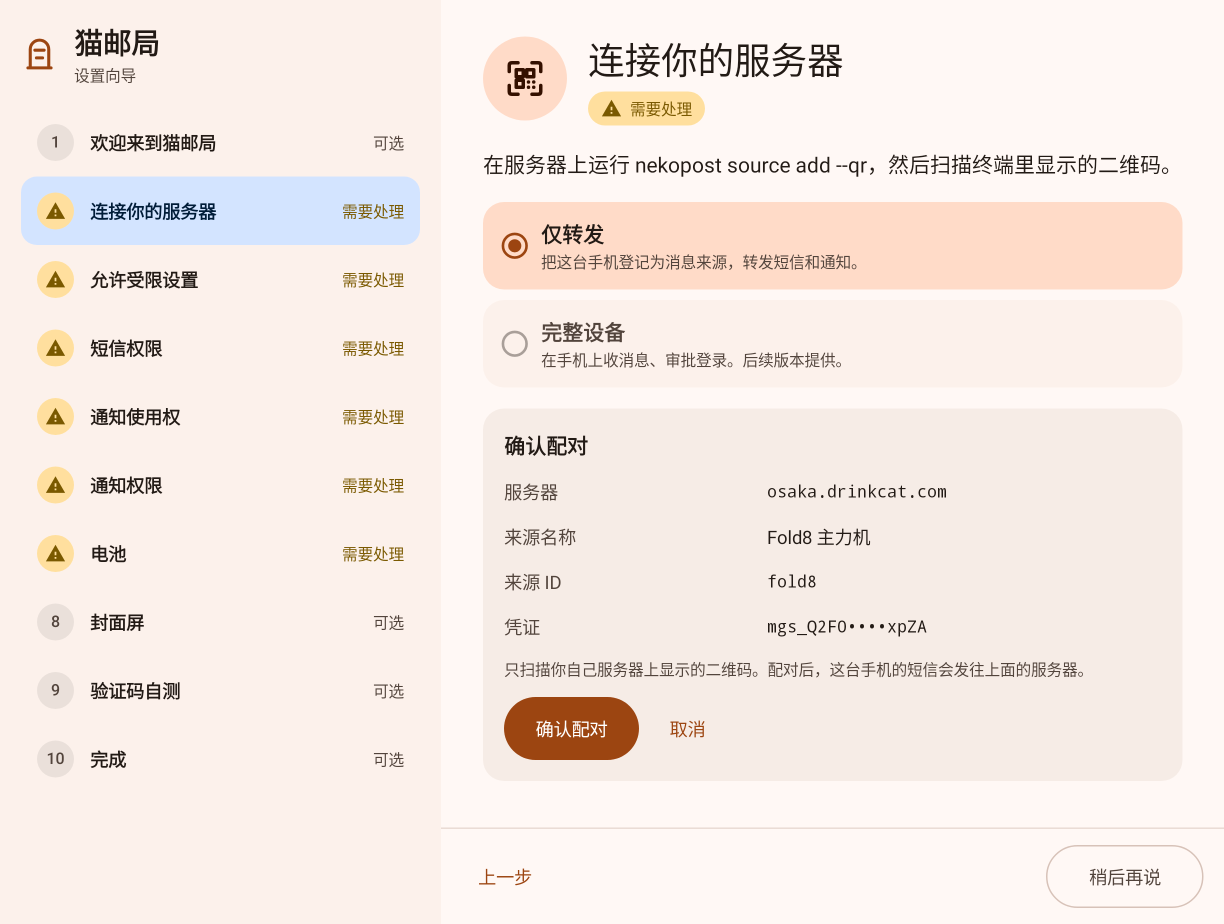 猫邮局
设置向导
1 欢迎来到猫邮局 可选
连接你的服务器 需要处理
允许受限设置 需要处理
短信权限 需要处理
通知使用权 需要处理
通知权限 需要处理
电池 需要处理
8 封面屏 可选
9 验证码自测 可选
10 完成 可选
连接你的服务器
需要处理
在服务器上运行 nekopost source add --qr，然后扫描终端里显示的二维码。
仅转发
把这台手机登记为消息来源，转发短信和通知。
完整设备
在手机上收消息、审批登录。后续版本提供。
确认配对
服务器 osaka.drinkcat.com
来源名称 Fold8 主力机
来源 ID fold8
凭证 mgs_Q2FO••••xpZA
只扫描你自己服务器上显示的二维码。配对后，这台手机的短信会发往上面的服务器。
确认配对 取消
上一步 稍后再说